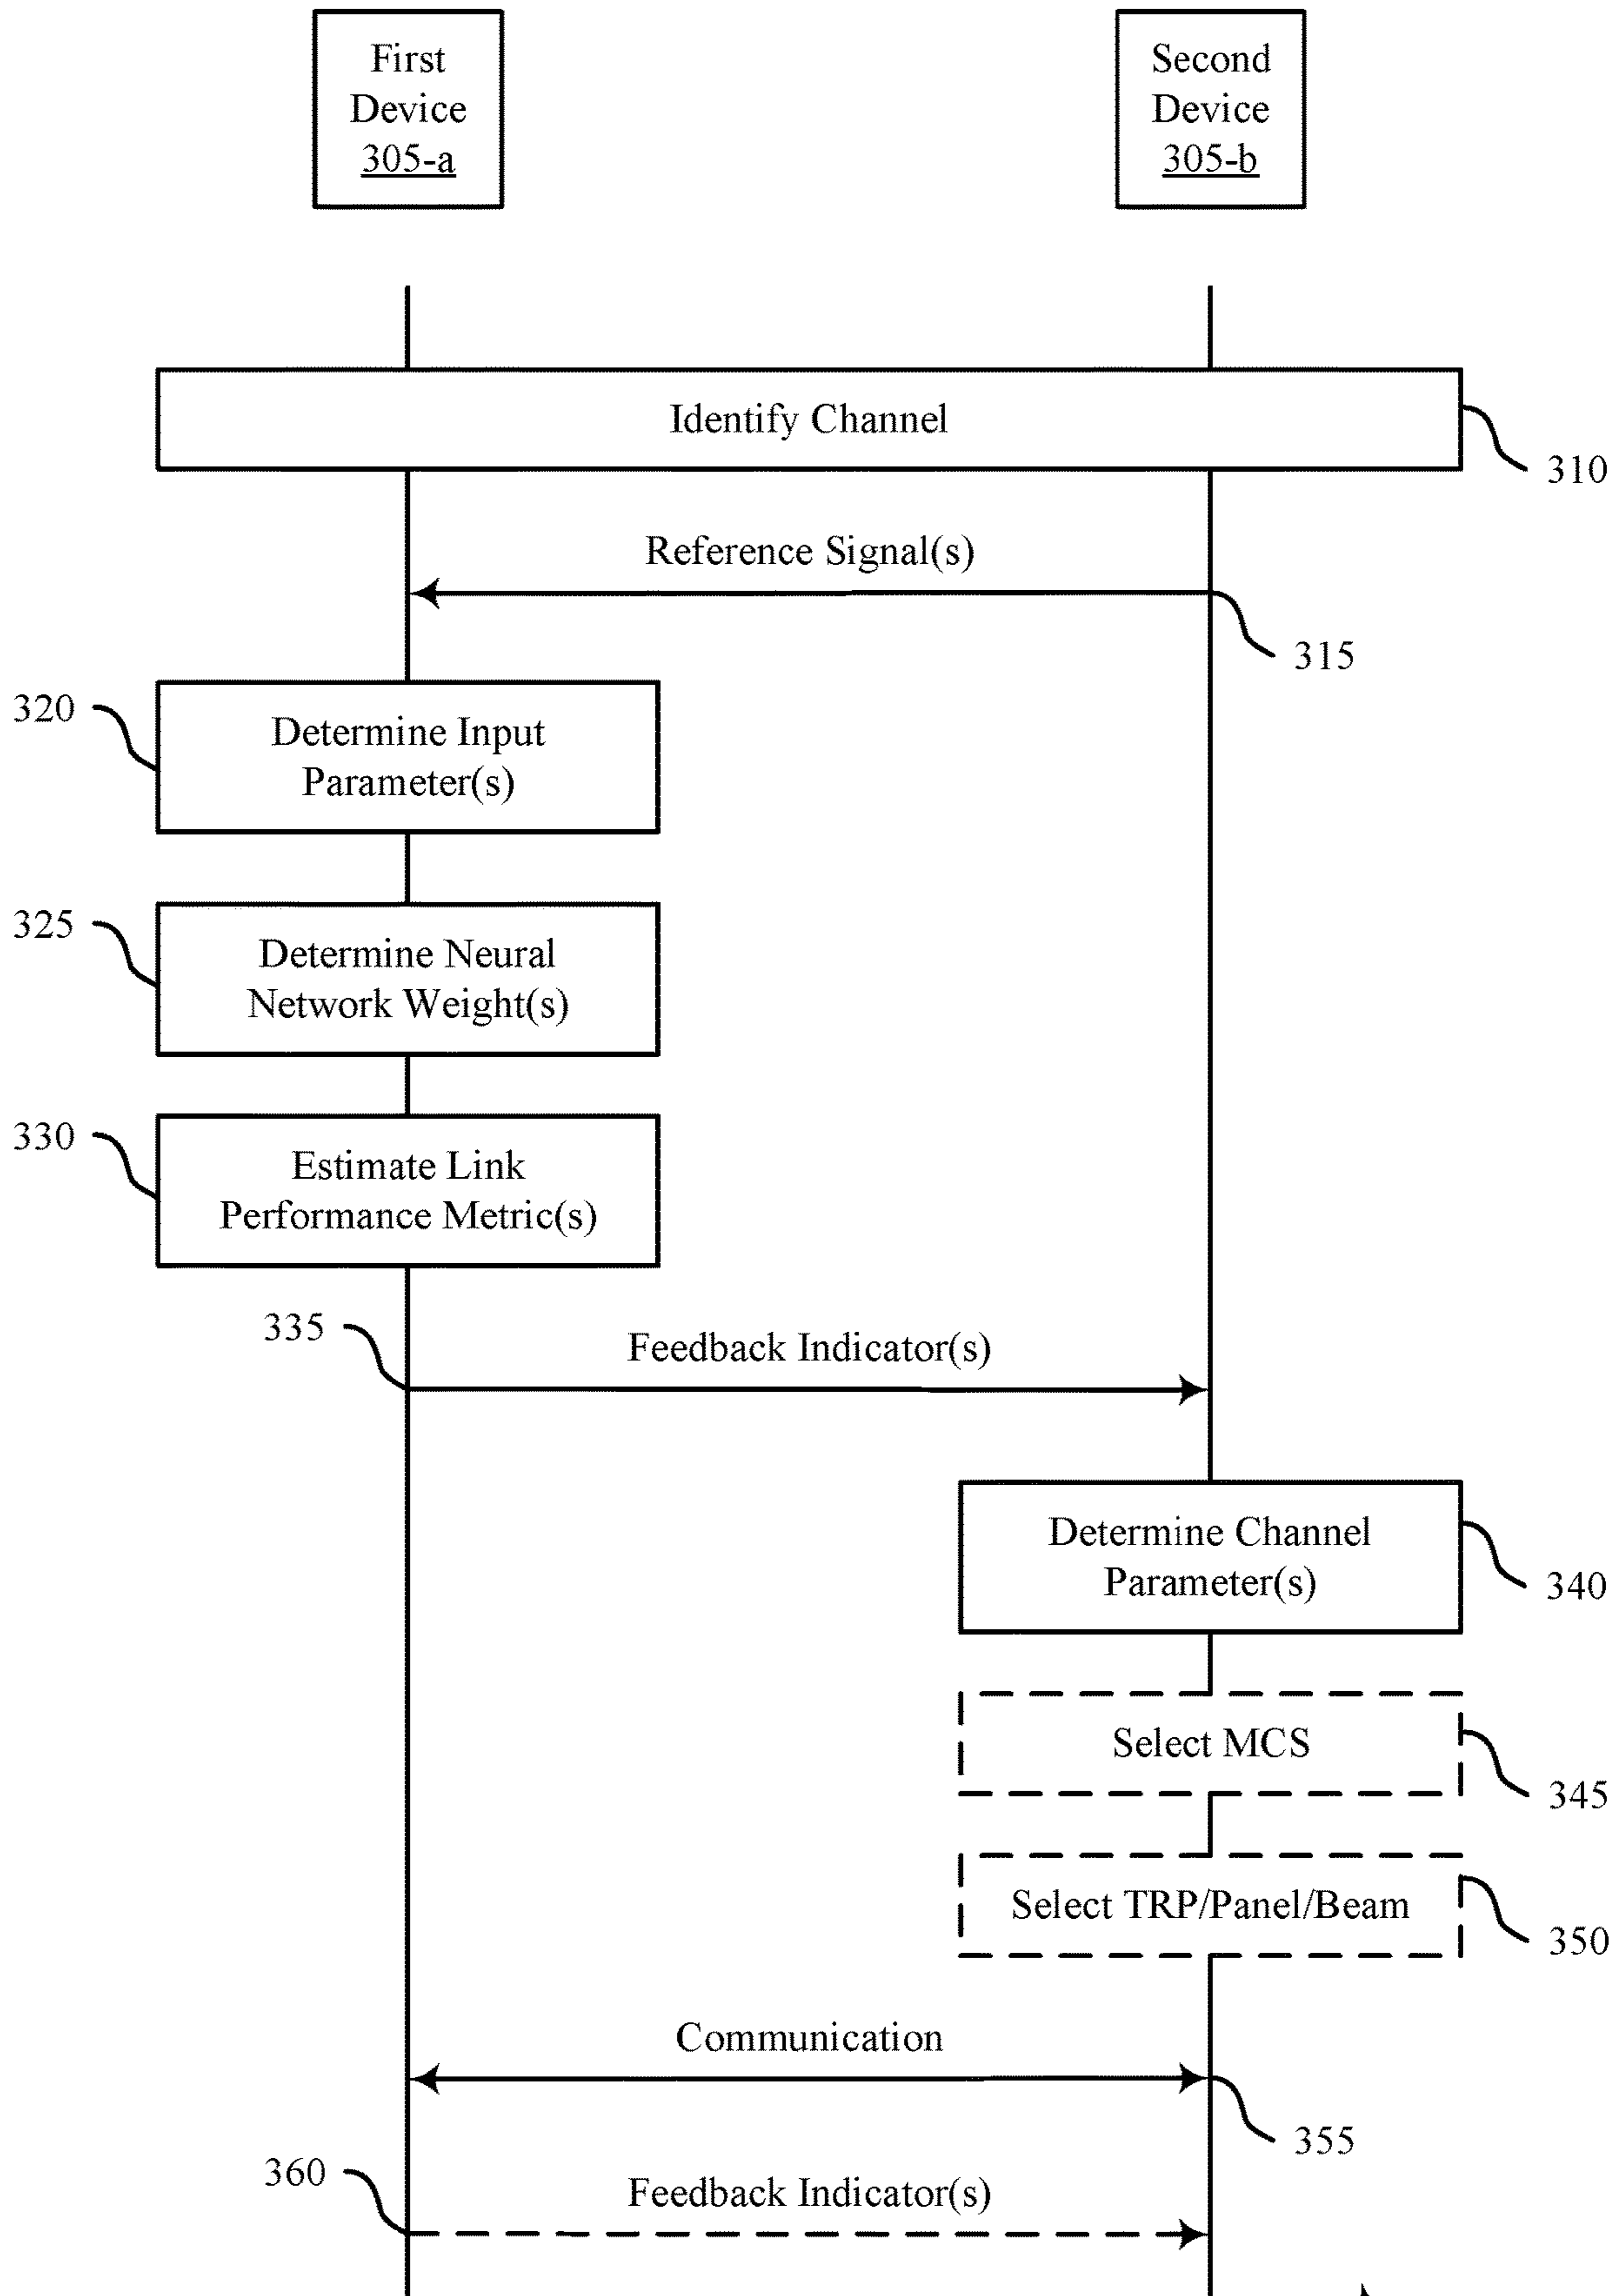 First
Device
305-a
Second
Device
305-b
Identify Channel
310
Reference Signal(s)
315
320
Determine Input
Parameter(s)
325
Determine Neural
Network Weight(s)
330
Estimate Link
Performance Metric(s)
335
Feedback Indicator(s)
Determine Channel
Parameter(s)
340
Select MCS
345
Select TRP/Panel/Beam
350
Communication
355
360
Feedback Indicator(s)